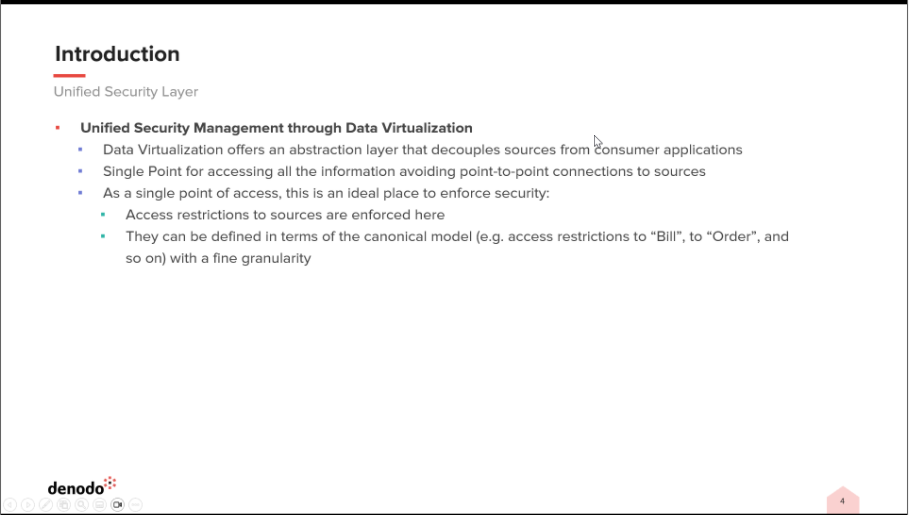 Introduction
Unified Security Layer
Unified Security Management through Data Virtualization
Data Virtualization offers an abstraction layer that decouples sources from consumer applications
Single Point for accessing all the information avoiding point-to-point connections to sources
As a single point of access, this is an ideal place to enforce security:
Access restrictions to sources are enforced here
They can be defined in terms of the canonical model (e.g. access restrictions to “Bill”, to “Order”, and
so on) with a fine granularity
denodo
4